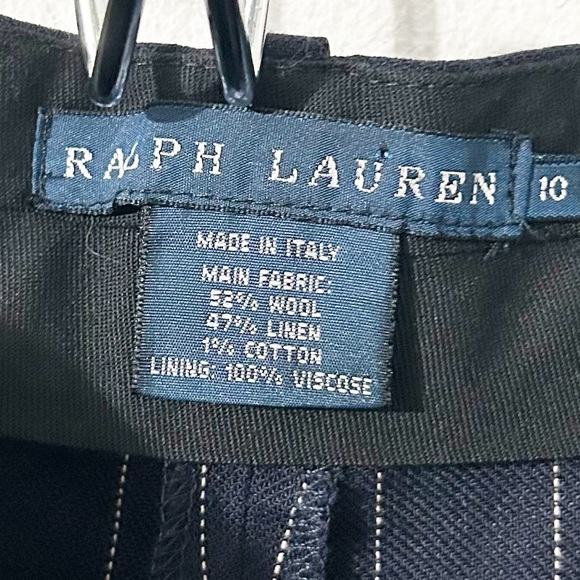 RALPH LAUREN 10
MADE IN ITALY
MAIN FABRIC:
52% WOOL
47% LINEN
1% COTTON
LINING: 100% VISCOSE